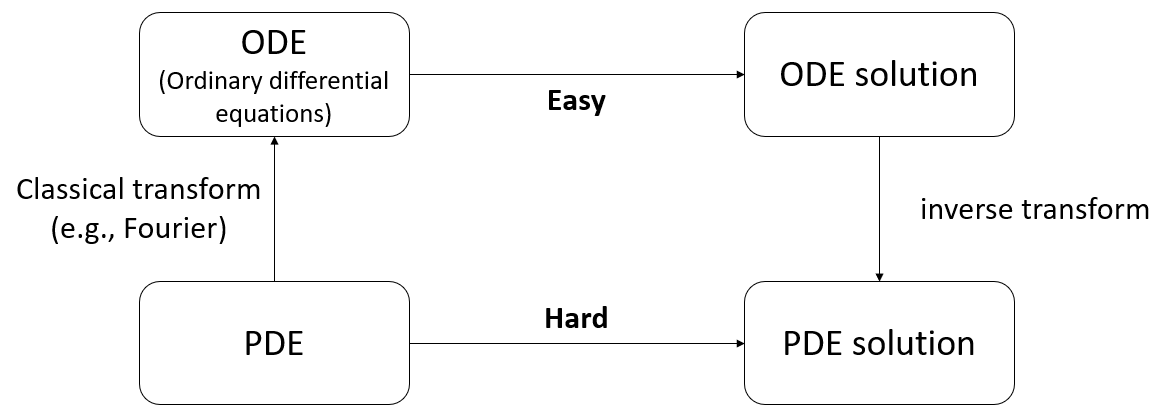 ODE
(Ordinary differential
equations)
ODE solution
Easy
Classical transform
(e.g., Fourier)
inverse transform
Hard
PDE
PDE solution